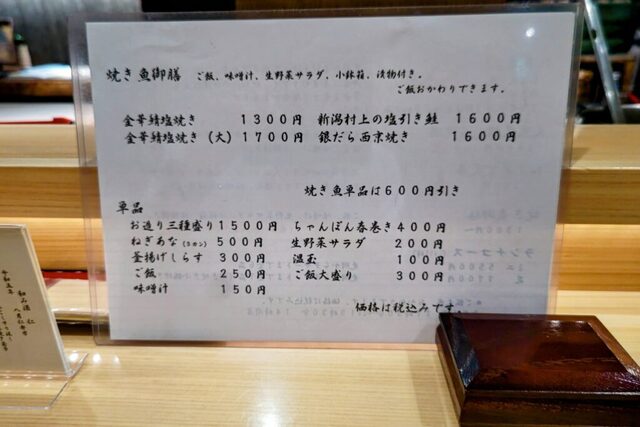 焼き魚御膳 ご飯、味噌汁、生野菜サラダ、小鉢箱、漬物付き。
ご飯おかわりできます。
金華鯖塩焼き 1300円 新潟村上の塩引き鮭 1600円
金華鯖塩焼き(大) 1700円 銀だら西京焼き 1600円
焼き魚単品は600円引き
単品
お造り三種盛り 1500円 ちゃんぽん春巻き 400円
ねぎあな(5カン) 500円 生野菜サラダ 200円
釜揚げしらす 300円 温玉 100円
ご飯 250円 ご飯大盛り 300円
味噌汁 150円
価格は税込みです。
令和五年